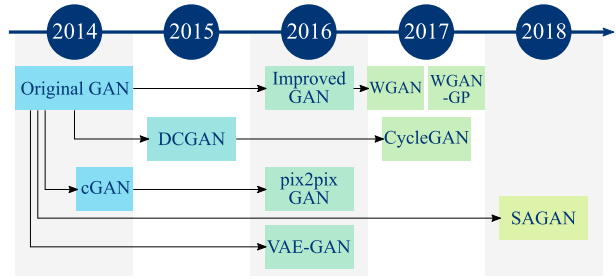 2014 2015 2016 2017 2018
Original GAN
Improved
GAN
WGAN
WGAN
-GP
DCGAN
CycleGAN
cGAN
pix2pix
GAN
SAGAN
VAE-GAN